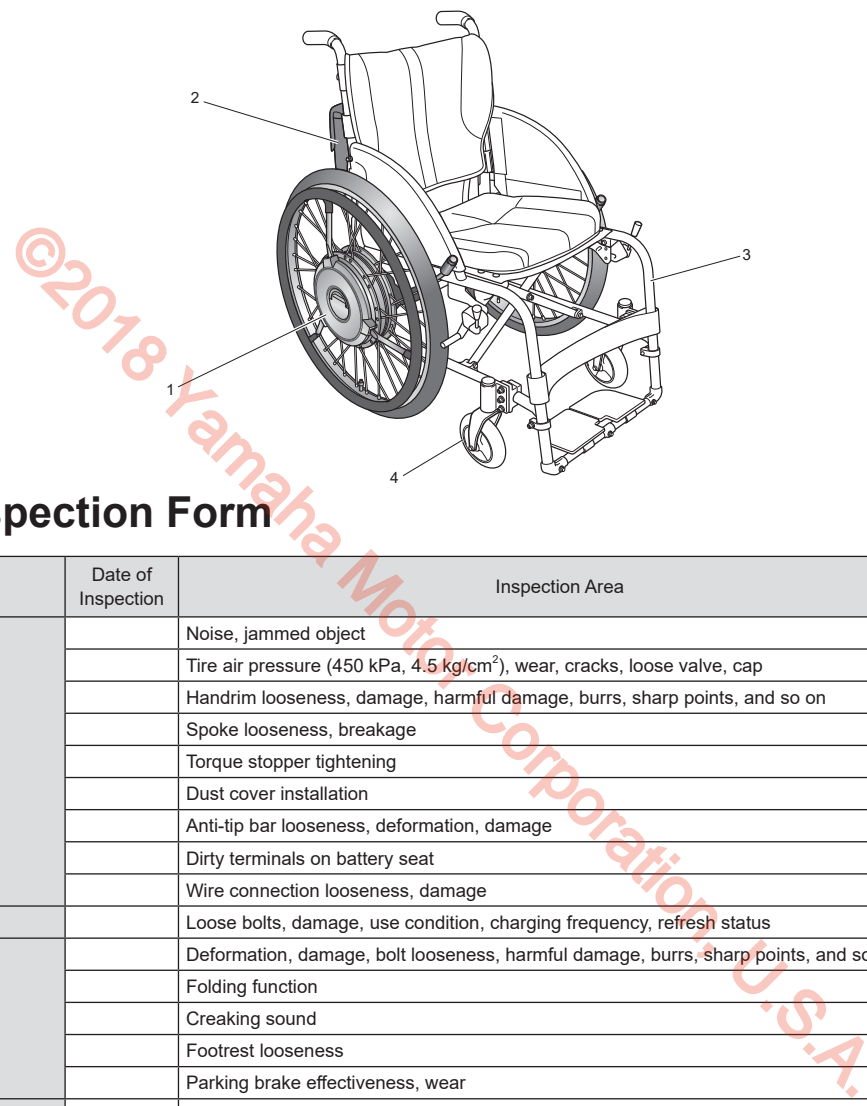 2
3
1
4
spection Form
Date of
Inspection
Inspection Area
Noise, jammed object
Tire air pressure (450 kPa, 4.5 kg/cm²), wear, cracks, loose valve, cap
Handrim looseness, damage, harmful damage, burrs, sharp points, and so on
Spoke looseness, breakage
Torque stopper tightening
Dust cover installation
Anti-tip bar looseness, deformation, damage
Dirty terminals on battery seat
Wire connection looseness, damage
Loose bolts, damage, use condition, charging frequency, refresh status
Deformation, damage, bolt looseness, harmful damage, burrs, sharp points, and so
Folding function
Creaking sound
Footrest looseness
Parking brake effectiveness, wear
©2018 Yamaha Motor Corporation, U.S.A.